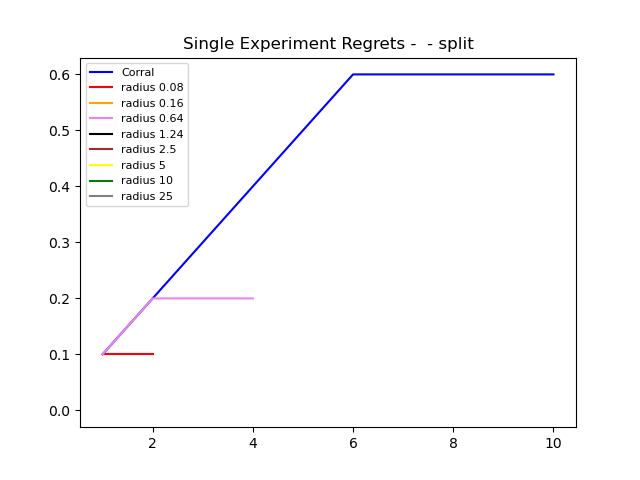 Single Experiment Regrets -  - split
Corral
radius 0.08
radius 0.16
radius 0.64
radius 1.24
radius 2.5
radius 5
radius 10
radius 25
0.6
0.5
0.4
0.3
0.2
0.1
0.0
2 4 6 8 10